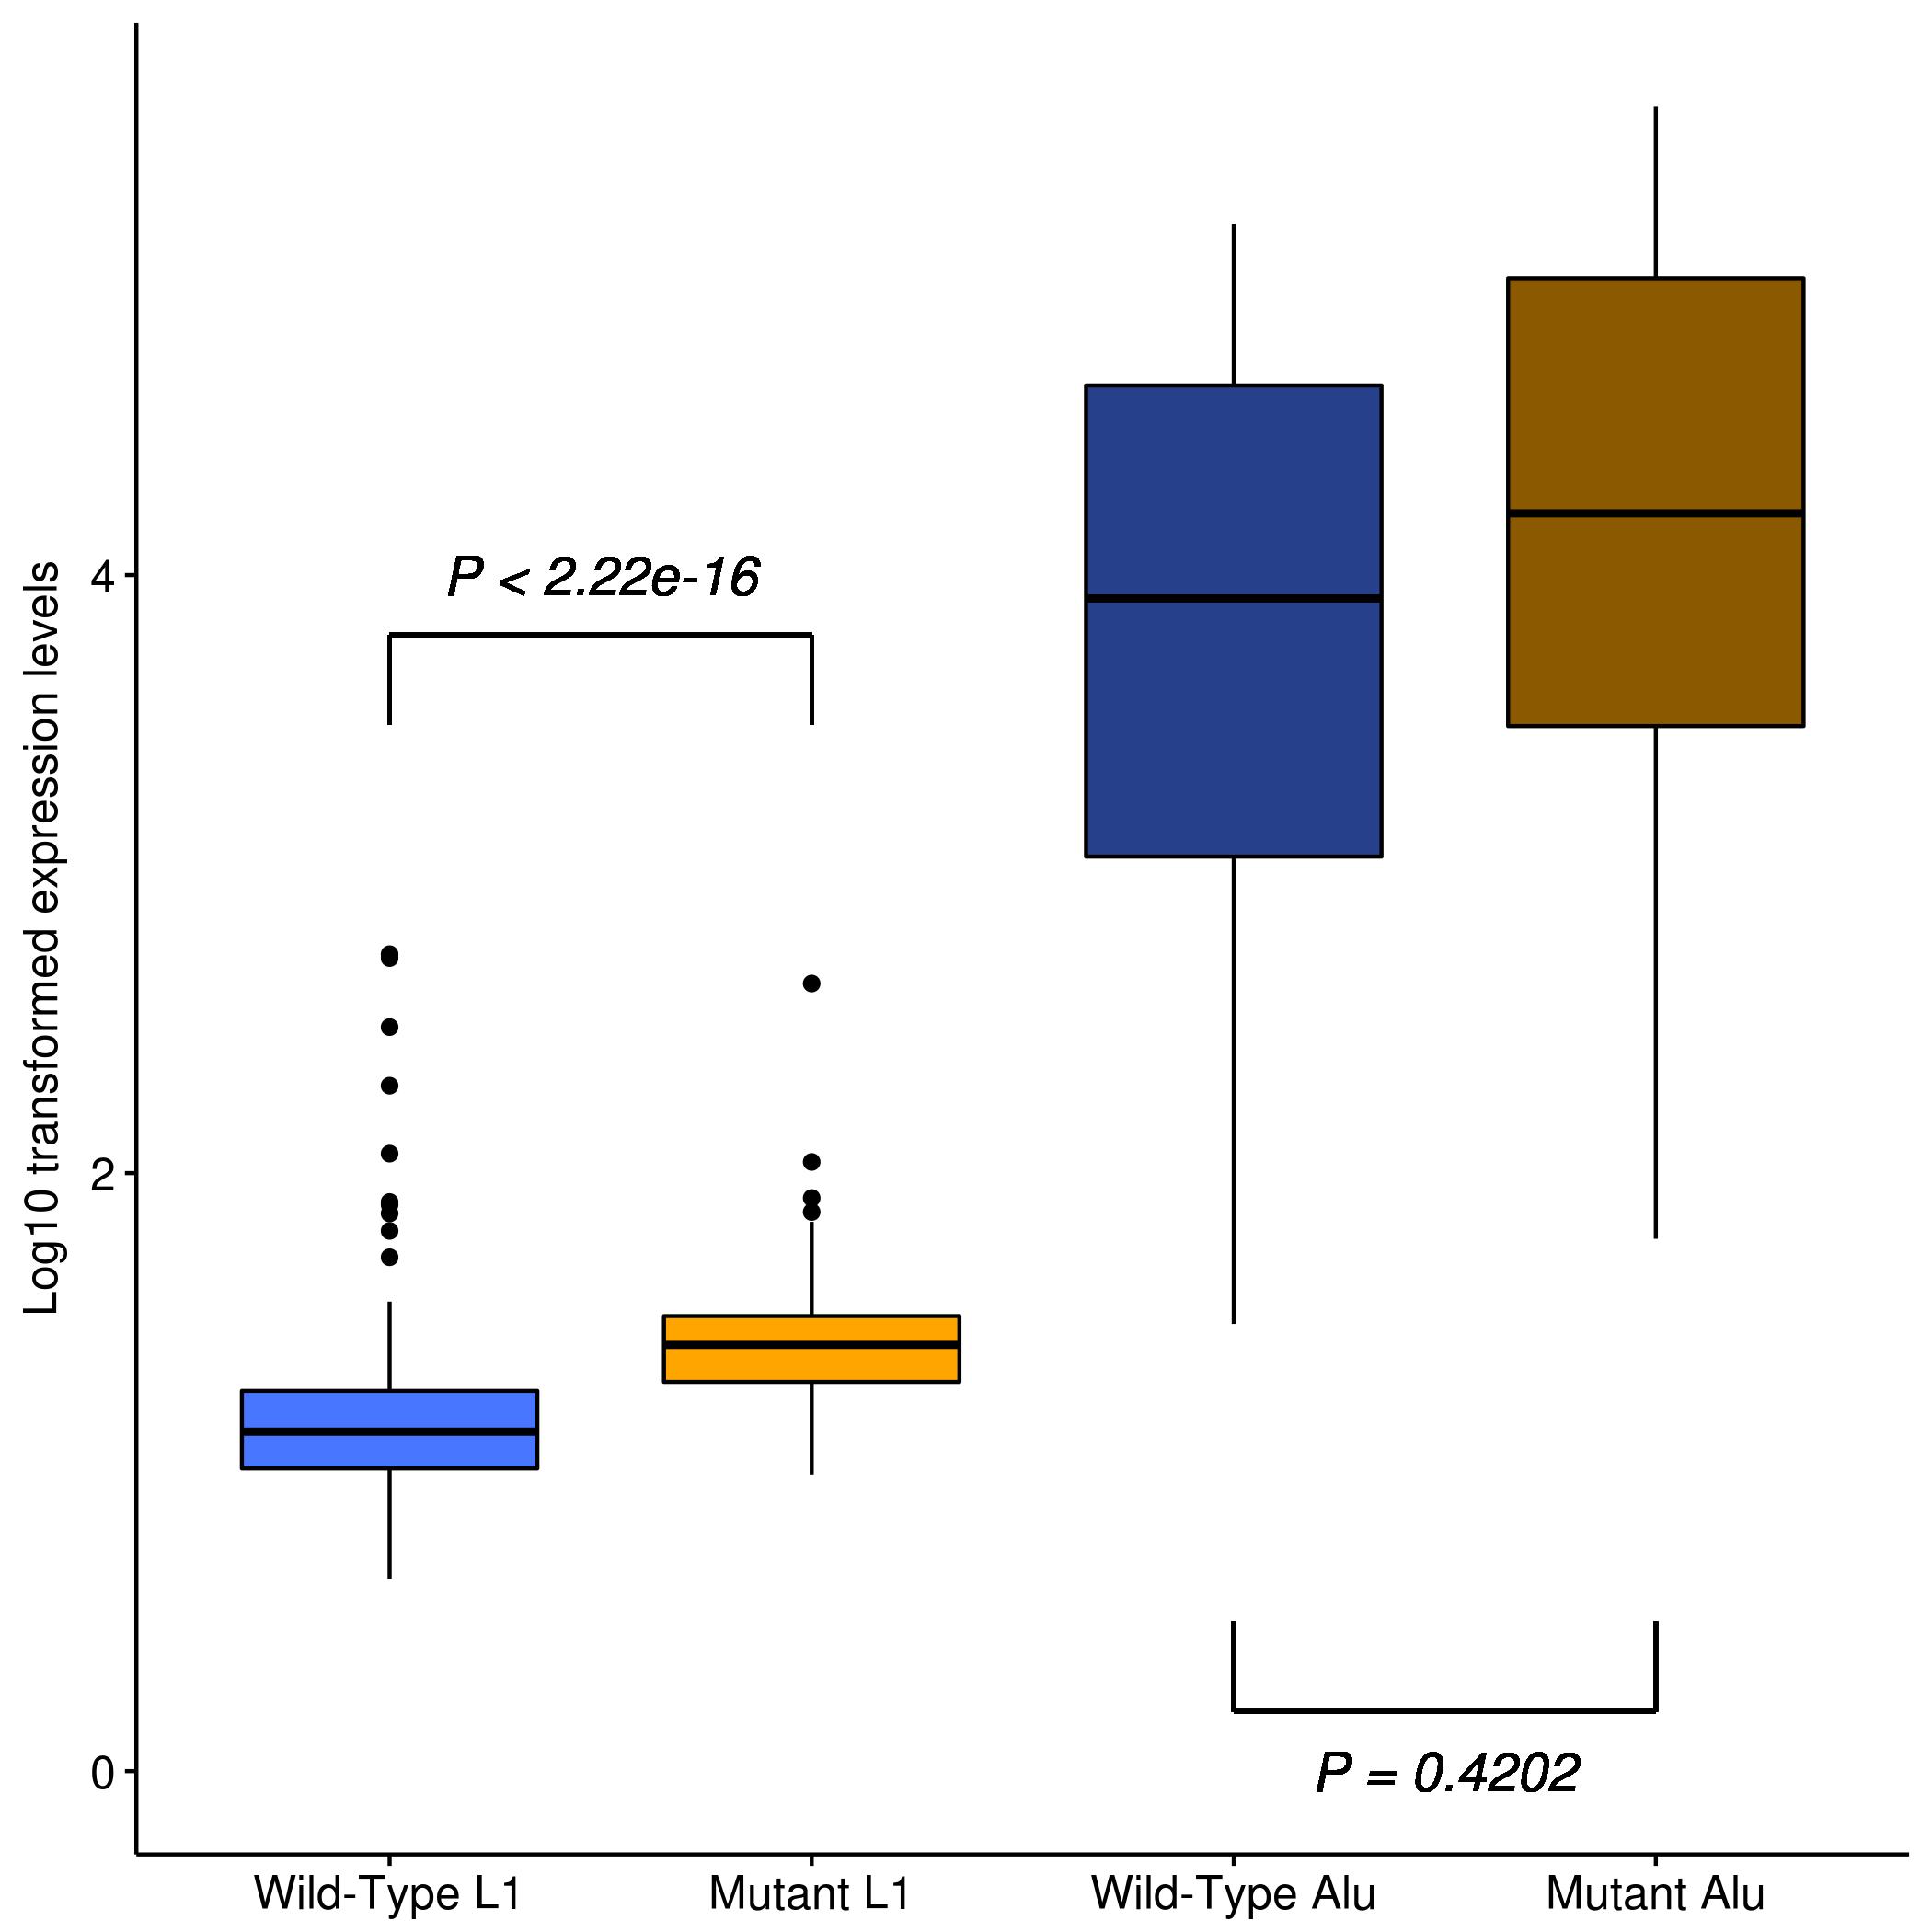 Log10 transformed expression levels
4
2
0
P < 2.22e-16
P = 0.4202
Wild-Type L1
Mutant L1
Wild-Type Alu
Mutant Alu